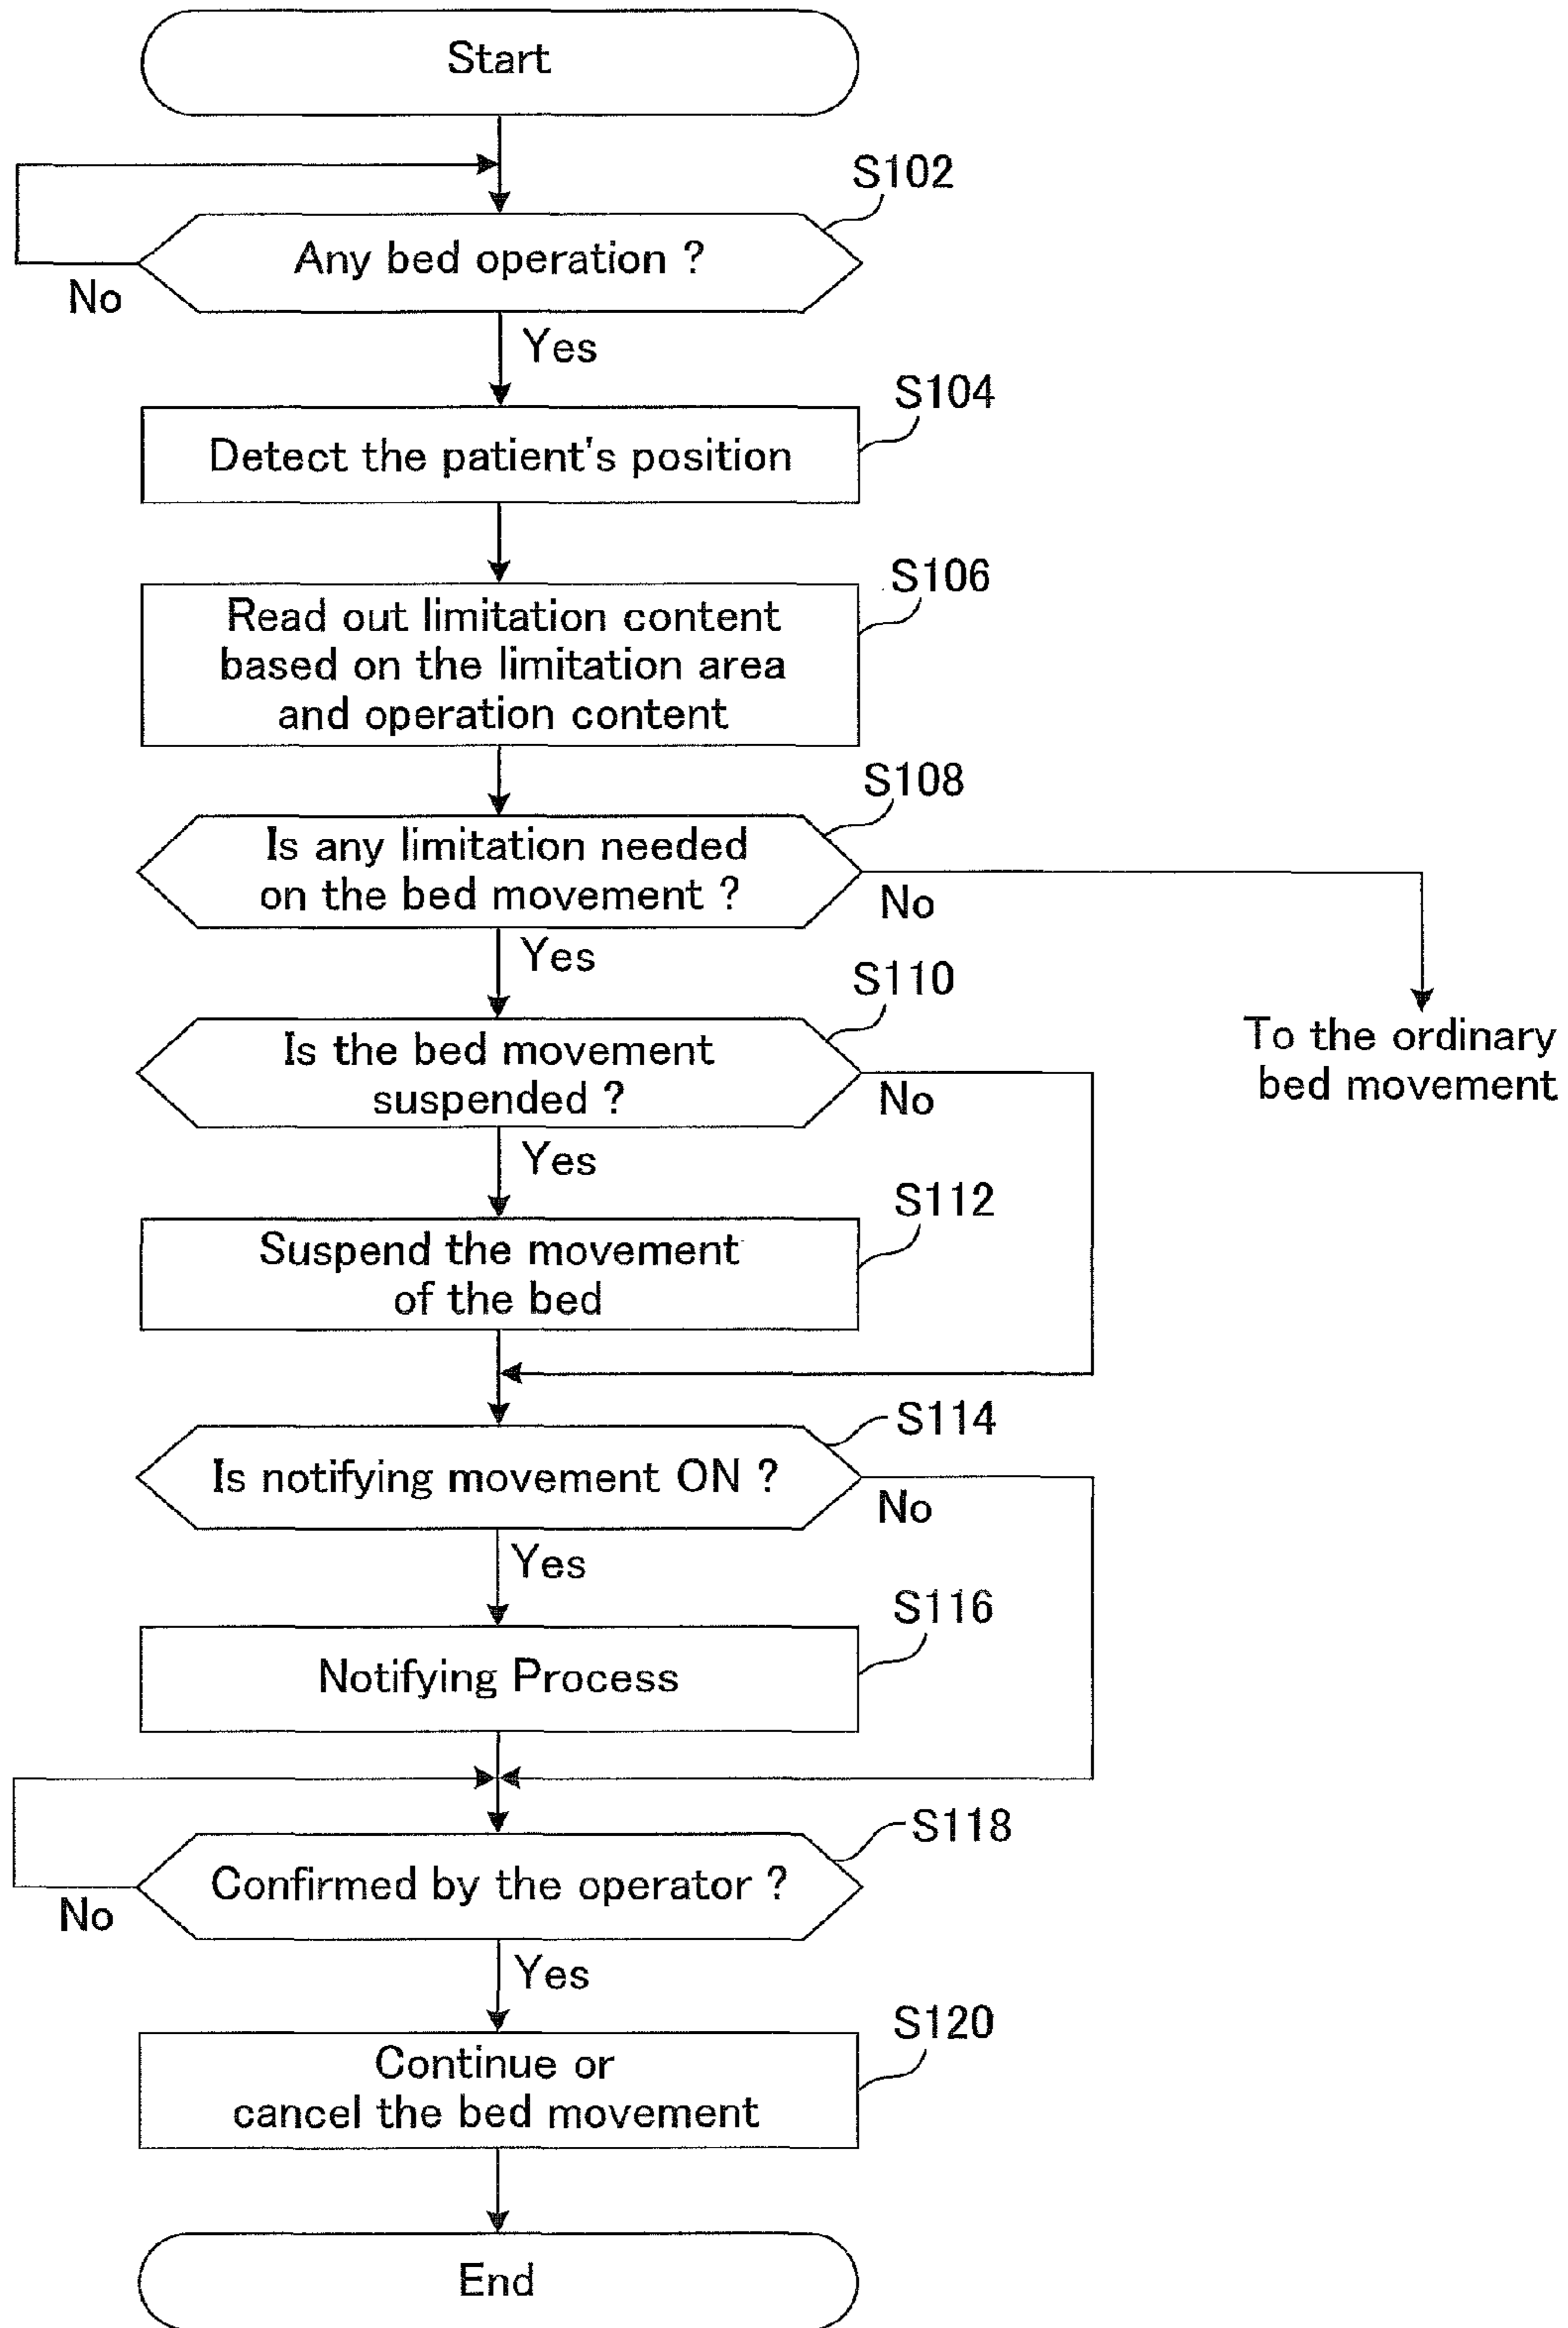 Start
S102
Any bed operation ?
No
Yes
S104
Detect the patient's position
S106
Read out limitation content
based on the limitation area
and operation content
S108
Is any limitation needed
on the bed movement ?
No
Yes
S110
To the ordinary
bed movement
Is the bed movement
suspended ?
No
Yes
S112
Suspend the movement
of the bed
S114
Is notifying movement ON ?
No
Yes
S116
Notifying Process
S118
Confirmed by the operator ?
No
Yes
S120
Continue or
cancel the bed movement
End